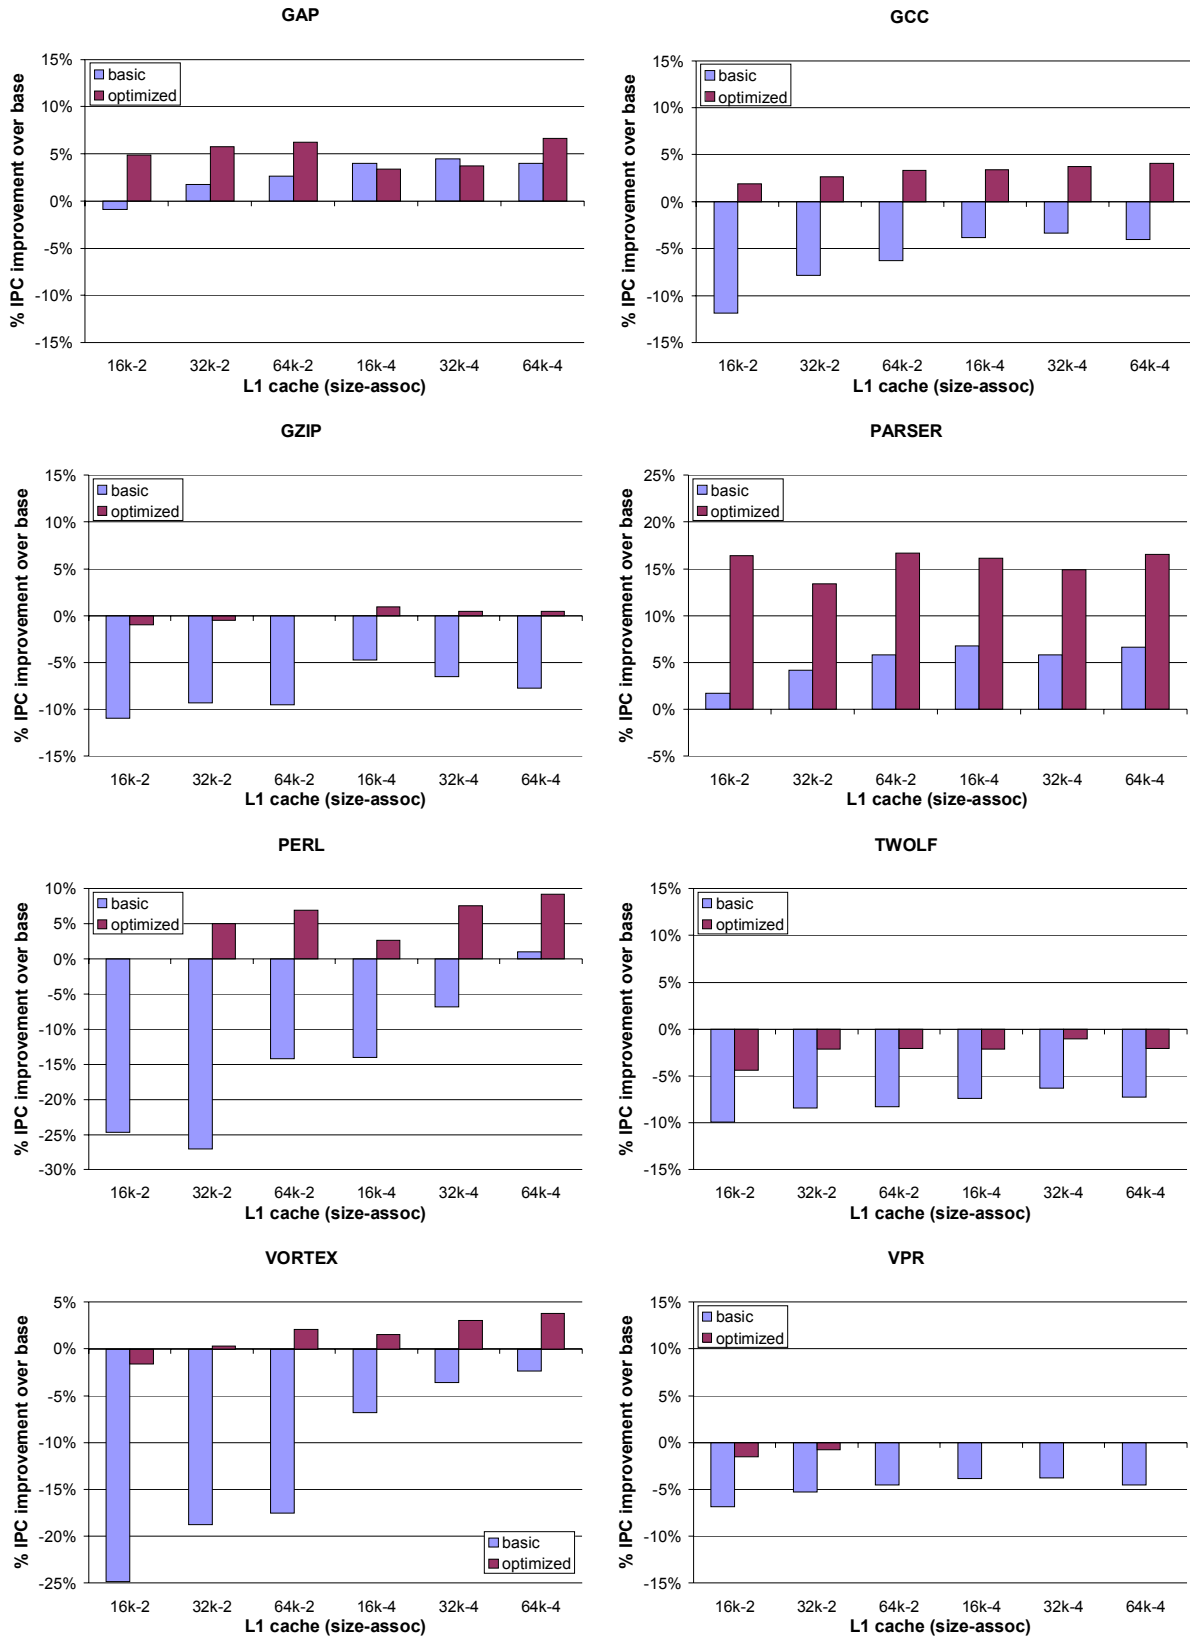 GAP
% IPC improvement over base
15%
10%
5%
0%
-5%
-10%
-15%
basic
optimized
16k-2 32k-2 64k-2 16k-4 32k-4 64k-4
L1 cache (size-assoc)
GCC
% IPC improvement over base
15%
10%
5%
0%
-5%
-10%
-15%
basic
optimized
16k-2 32k-2 64k-2 16k-4 32k-4 64k-4
L1 cache (size-assoc)
GZIP
% IPC improvement over base
15%
10%
5%
0%
-5%
-10%
-15%
basic
optimized
16k-2 32k-2 64k-2 16k-4 32k-4 64k-4
L1 cache (size-assoc)
PARSER
% IPC improvement over base
25%
20%
15%
10%
5%
0%
-5%
basic
optimized
16k-2 32k-2 64k-2 16k-4 32k-4 64k-4
L1 cache (size-assoc)
PERL
% IPC improvement over base
10%
5%
0%
-5%
-10%
-15%
-20%
-25%
-30%
basic
optimized
16k-2 32k-2 64k-2 16k-4 32k-4 64k-4
L1 cache (size-assoc)
TWOLF
% IPC improvement over base
15%
10%
5%
0%
-5%
-10%
-15%
basic
optimized
16k-2 32k-2 64k-2 16k-4 32k-4 64k-4
L1 cache (size-assoc)
VORTEX
% IPC improvement over base
5%
0%
-5%
-10%
-15%
-20%
-25%
basic
optimized
16k-2 32k-2 64k-2 16k-4 32k-4 64k-4
L1 cache (size-assoc)
VPR
% IPC improvement over base
15%
10%
5%
0%
-5%
-10%
-15%
basic
optimized
16k-2 32k-2 64k-2 16k-4 32k-4 64k-4
L1 cache (size-assoc)